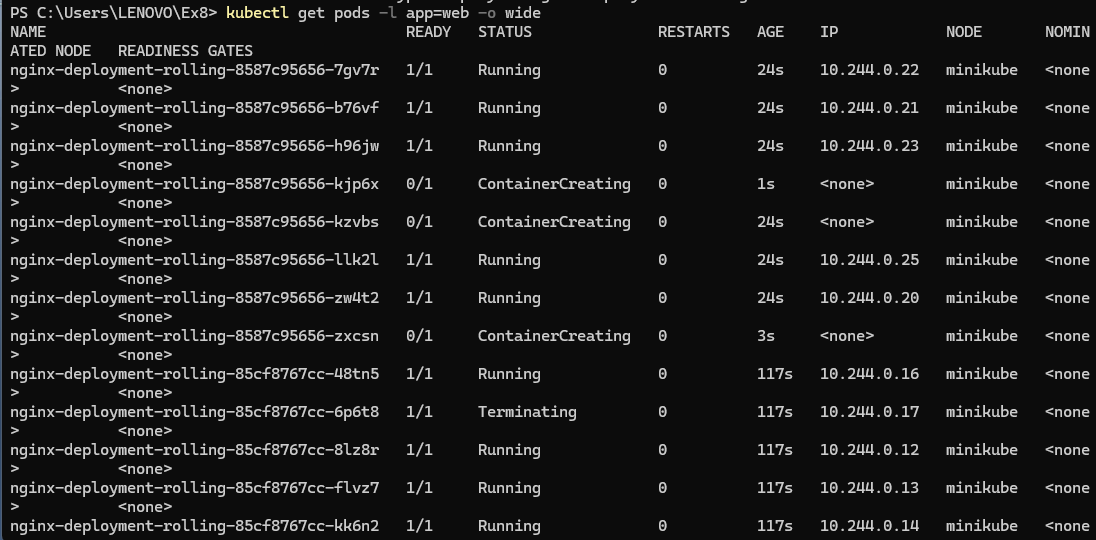 PS C:\Users\LENOVO\Ex8> kubectl get pods -l app=web -o wide
NAME READY STATUS RESTARTS AGE IP NODE NOMIN
ATED NODE READINESS GATES
nginx-deployment-rolling-8587c95656-7gv7r 1/1 Running 0 24s 10.244.0.22 minikube <none
> <none>
nginx-deployment-rolling-8587c95656-b76vf 1/1 Running 0 24s 10.244.0.21 minikube <none
> <none>
nginx-deployment-rolling-8587c95656-h96jw 1/1 Running 0 24s 10.244.0.23 minikube <none
> <none>
nginx-deployment-rolling-8587c95656-kjp6x 0/1 ContainerCreating 0 1s <none> minikube <none
> <none>
nginx-deployment-rolling-8587c95656-kzvbs 0/1 ContainerCreating 0 24s <none> minikube <none
> <none>
nginx-deployment-rolling-8587c95656-llk2l 1/1 Running 0 24s 10.244.0.25 minikube <none
> <none>
nginx-deployment-rolling-8587c95656-zw4t2 1/1 Running 0 24s 10.244.0.20 minikube <none
> <none>
nginx-deployment-rolling-8587c95656-zxcsn 0/1 ContainerCreating 0 3s <none> minikube <none
> <none>
nginx-deployment-rolling-85cf8767cc-48tn5 1/1 Running 0 117s 10.244.0.16 minikube <none
> <none>
nginx-deployment-rolling-85cf8767cc-6p6t8 1/1 Terminating 0 117s 10.244.0.17 minikube <none
> <none>
nginx-deployment-rolling-85cf8767cc-8lz8r 1/1 Running 0 117s 10.244.0.12 minikube <none
> <none>
nginx-deployment-rolling-85cf8767cc-flvz7 1/1 Running 0 117s 10.244.0.13 minikube <none
> <none>
nginx-deployment-rolling-85cf8767cc-kk6n2 1/1 Running 0 117s 10.244.0.14 minikube <none